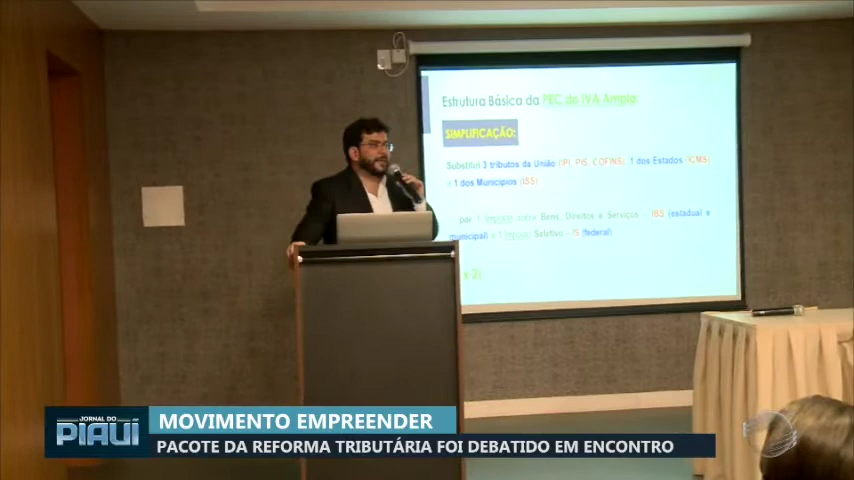 Estrutura Básica da PEC do IVA Amplo:
SIMPLIFICAÇÃO:
Substitui 3 tributos da União (IPI, PIS, COFINS), 1 dos Estados (ICMS)
e 1 dos Municípios (ISS)
por 1 Imposto sobre Bens, Direitos e Serviços - IBS (estadual e
municipal) e 1 Imposto Seletivo - IS (federal)
x 2)
JORNAL DO
PIAUÍ
MOVIMENTO EMPREENDER
PACOTE DA REFORMA TRIBUTÁRIA FOI DEBATIDO EM ENCONTRO